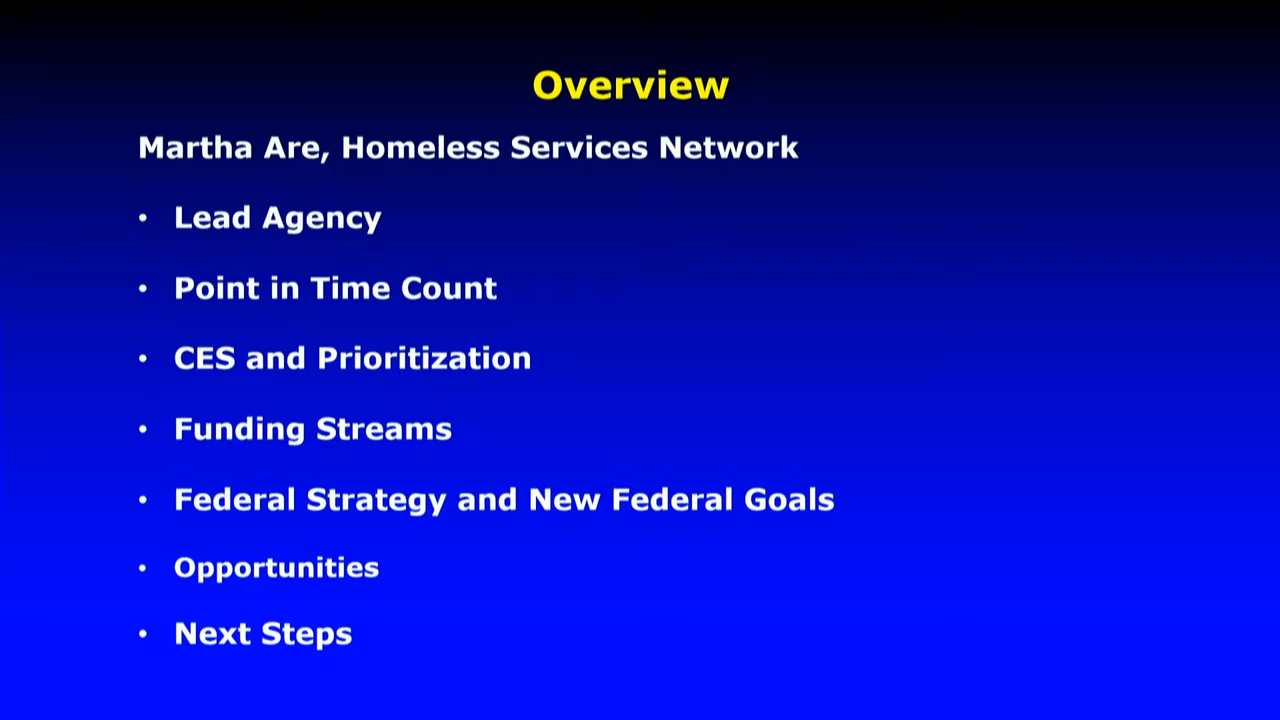 Overview
Martha Are, Homeless Services Network
• Lead Agency
• Point in Time Count
• CES and Prioritization
• Funding Streams
• Federal Strategy and New Federal Goals
• Opportunities
• Next Steps